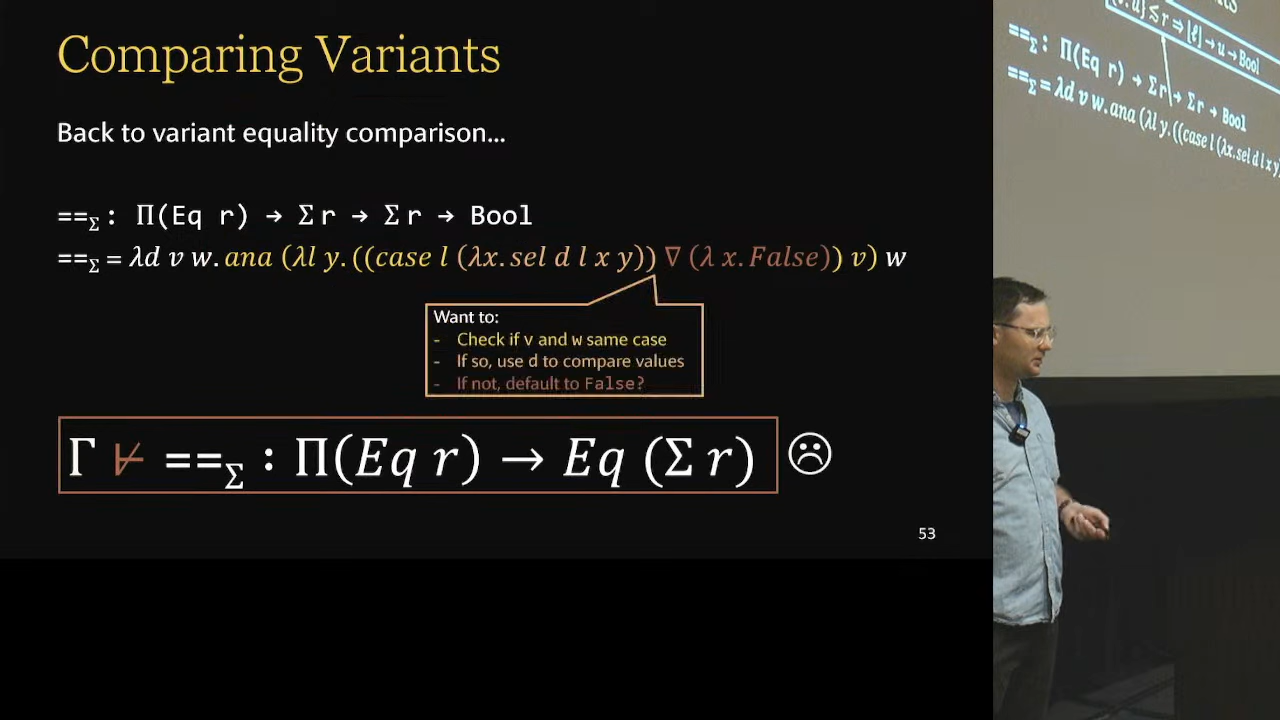 Comparing Variants
Back to variant equality comparison...
==Σ : Π(Eq r) → Σ r → Σ r → Bool
==Σ = λd v w. ana (λl y. ((case l (λx. sel d l x y)) ∇ (λ x. False)) v) w
Want to:
- Check if v and w same case
- If so, use d to compare values
- If not, default to False?
Γ ⊬ ==Σ : Π(Eq r) → Eq (Σ r) ☹
53
≲ r ⇒ ⌊ℓ⌋ → u → Bool
==Σ : Π(Eq r) → Σ r → Σ r → Bool
==Σ = λd v w. ana (λl y. ((case l (λx. sel d l x y)